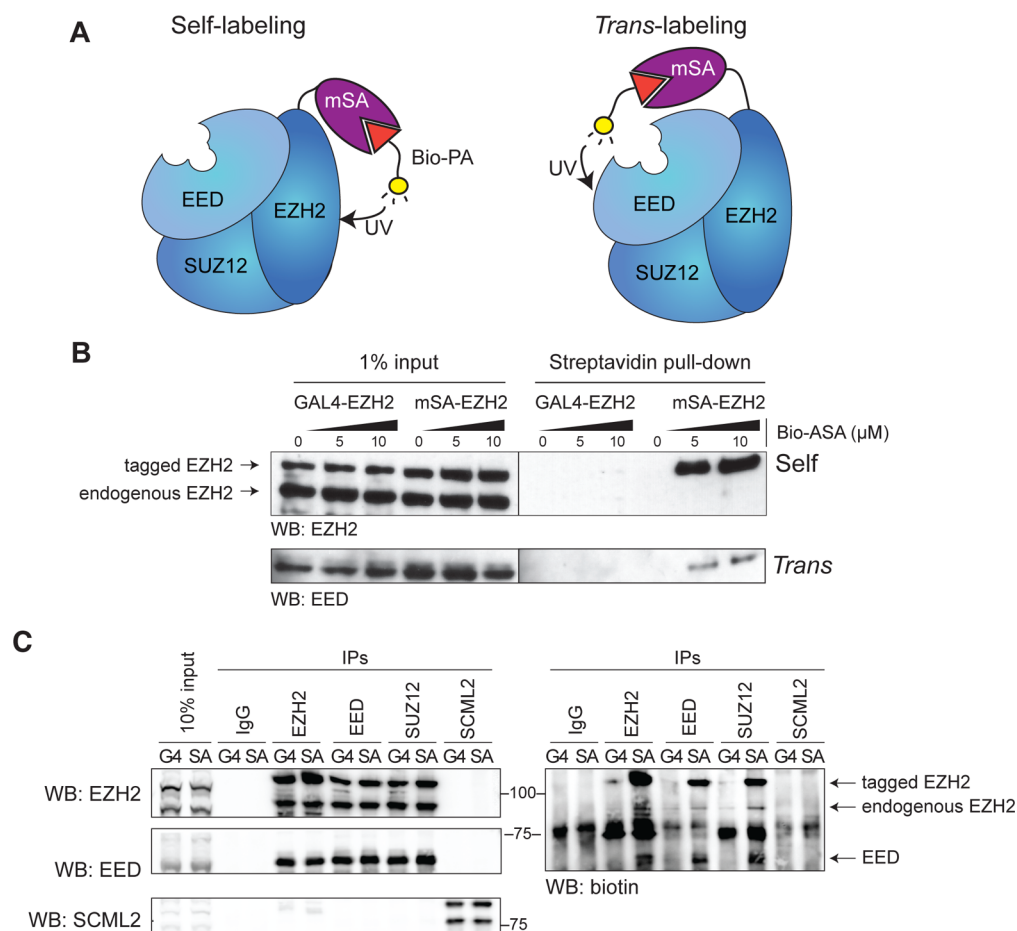 A
Self-labeling
Trans-labeling
mSA
mSA
Bio-PA
UV
UV
EED
EZH2
SUZ12
EED
EZH2
SUZ12
B
1% input
Streptavidin pull-down
GAL4-EZH2 mSA-EZH2 GAL4-EZH2 mSA-EZH2
0 5 10 0 5 10 0 5 10 0 5 10 Bio-ASA (µM)
tagged EZH2
endogenous EZH2
Self
WB: EZH2
Trans
WB: EED
C
IPs
IPs
10% input IgG EZH2 EED SUZ12 SCML2
IgG EZH2 EED SUZ12 SCML2
G4 SA G4 SA G4 SA G4 SA G4 SA G4 SA
G4 SA G4 SA G4 SA G4 SA G4 SA
WB: EZH2
-100-
tagged EZH2
endogenous EZH2
-75-
WB: EED
EED
WB: biotin
WB: SCML2
-75